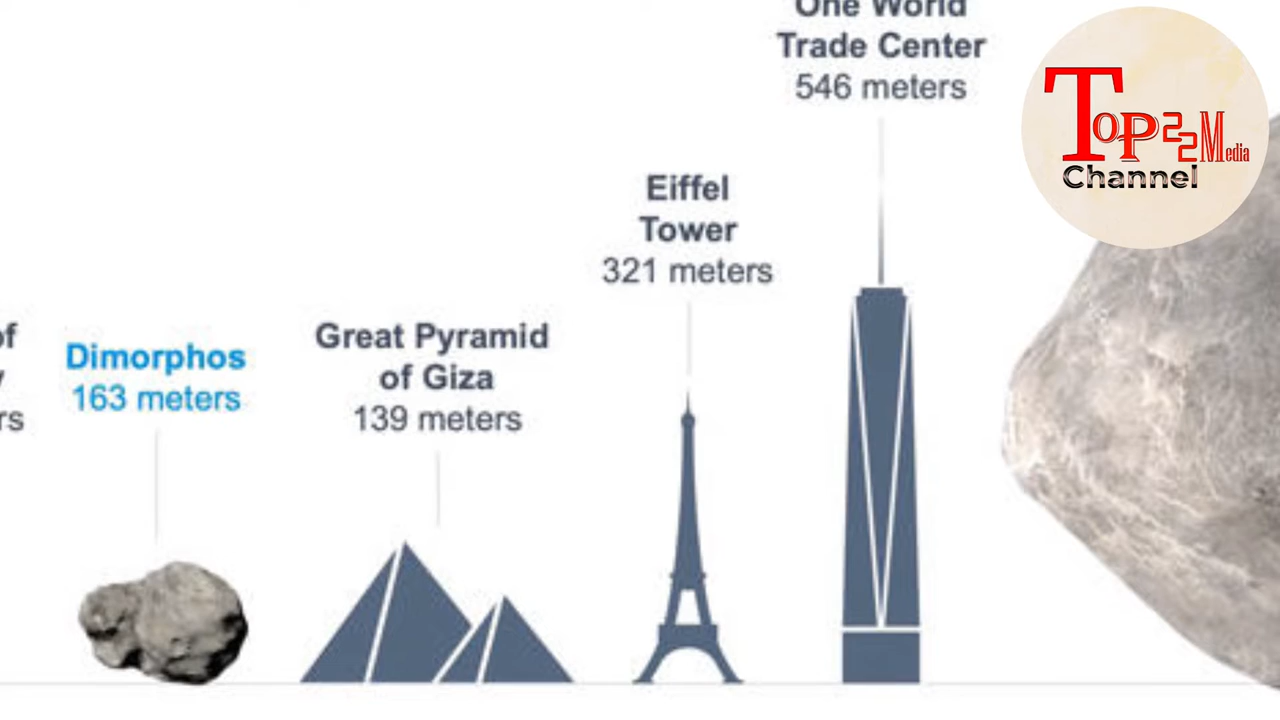 One World
Trade Center
546 meters
TOP22Media
Channel
Eiffel
Tower
321 meters
of
Dimorphos
163 meters
Great Pyramid
of Giza
139 meters